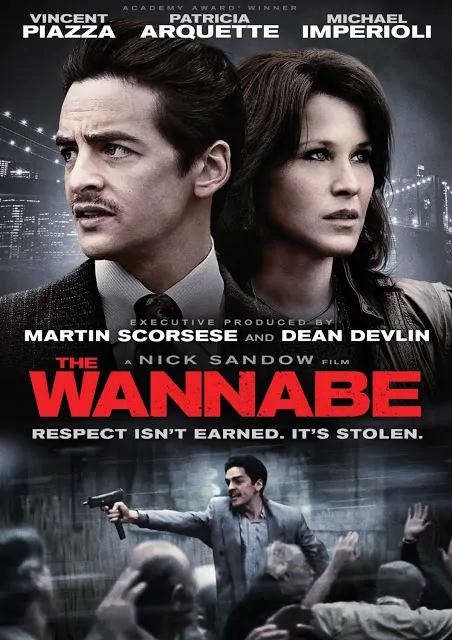 ACADEMY AWARD® WINNER
VINCENT PIAZZA
PATRICIA ARQUETTE
MICHAEL IMPERIOLI
EXECUTIVE PRODUCED BY
MARTIN SCORSESE AND DEAN DEVLIN
A NICK SANDOW FILM
THE
WANNABE
RESPECT ISN'T EARNED. IT'S STOLEN.